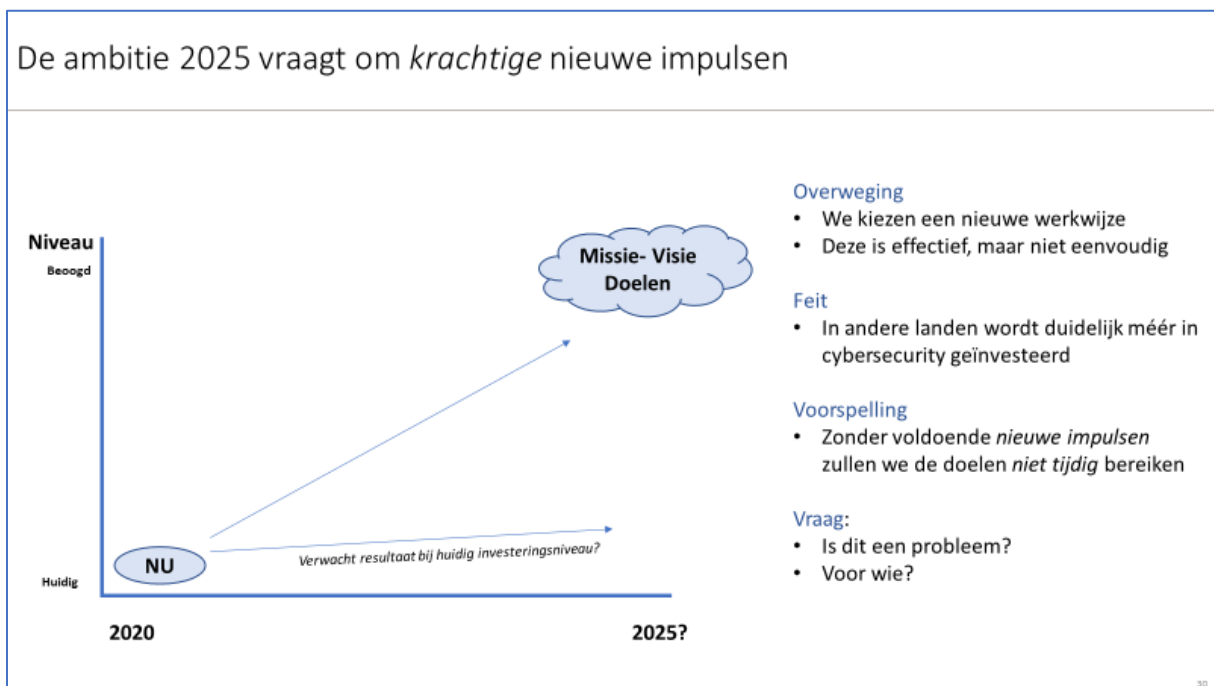 De ambitie 2025 vraagt om krachtige nieuwe impulsen
Niveau
Beoogd
Missie- Visie
Doelen
Verwacht resultaat bij huidig investeringsniveau?
NU
Huidig
2020
2025?
Overweging
• We kiezen een nieuwe werkwijze
• Deze is effectief, maar niet eenvoudig
Feit
• In andere landen wordt duidelijk méér in
cybersecurity geïnvesteerd
Voorspelling
• Zonder voldoende nieuwe impulsen
zullen we de doelen niet tijdig bereiken
Vraag:
• Is dit een probleem?
• Voor wie?